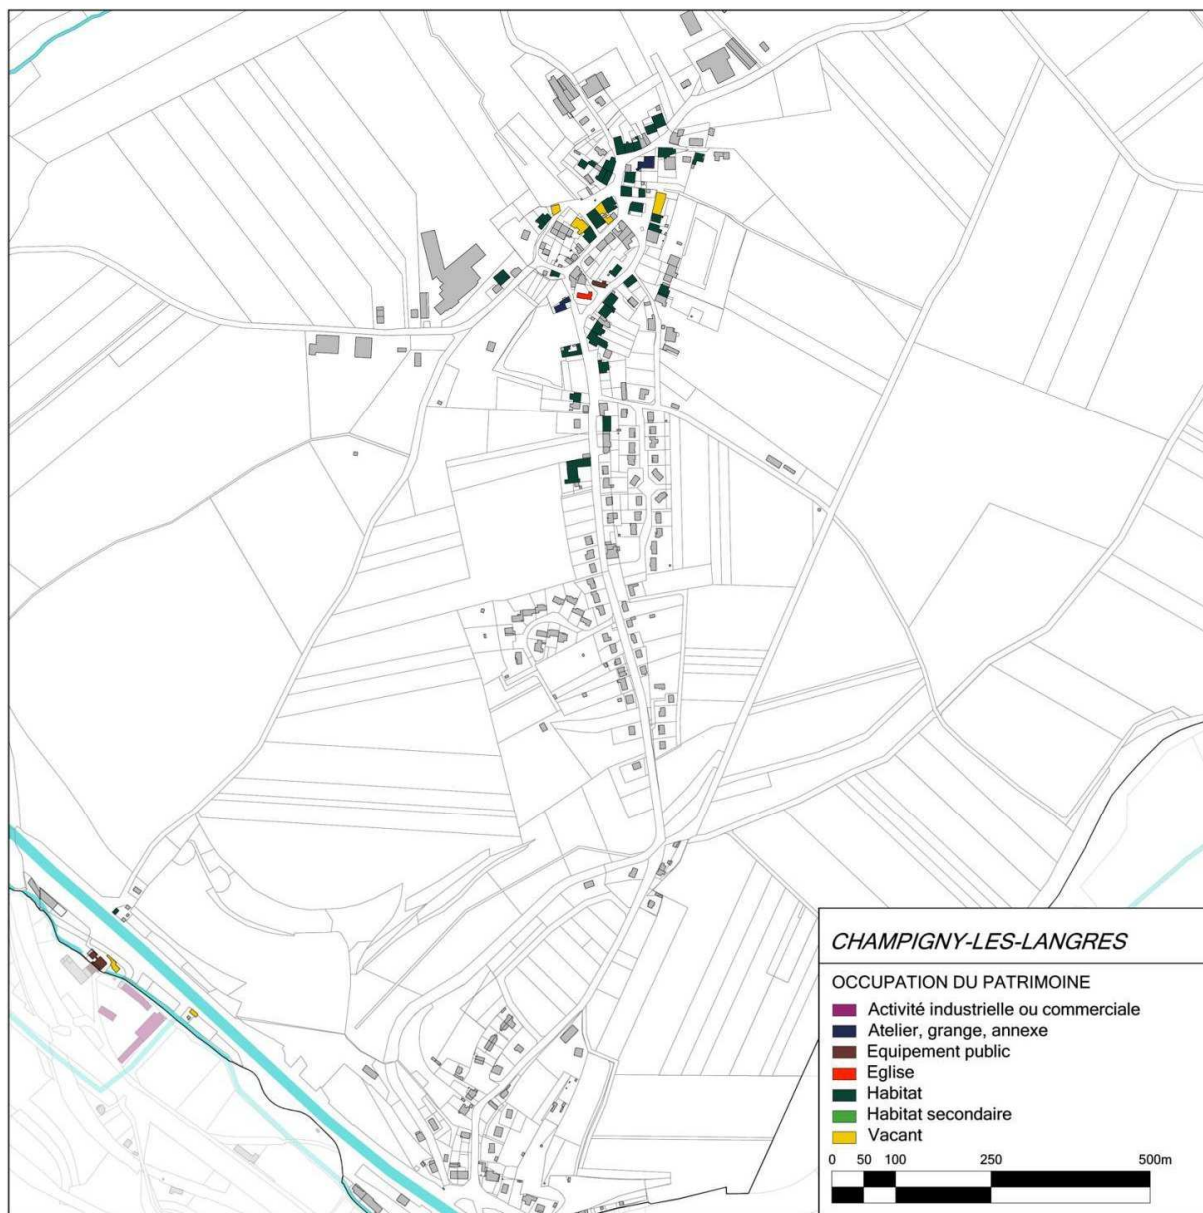 CHAMPIGNY-LES-LANGRES
OCCUPATION DU PATRIMOINE
Activité industrielle ou commerciale
Atelier, grange, annexe
Equipement public
Eglise
Habitat
Habitat secondaire
Vacant
0 50 100 250 500m